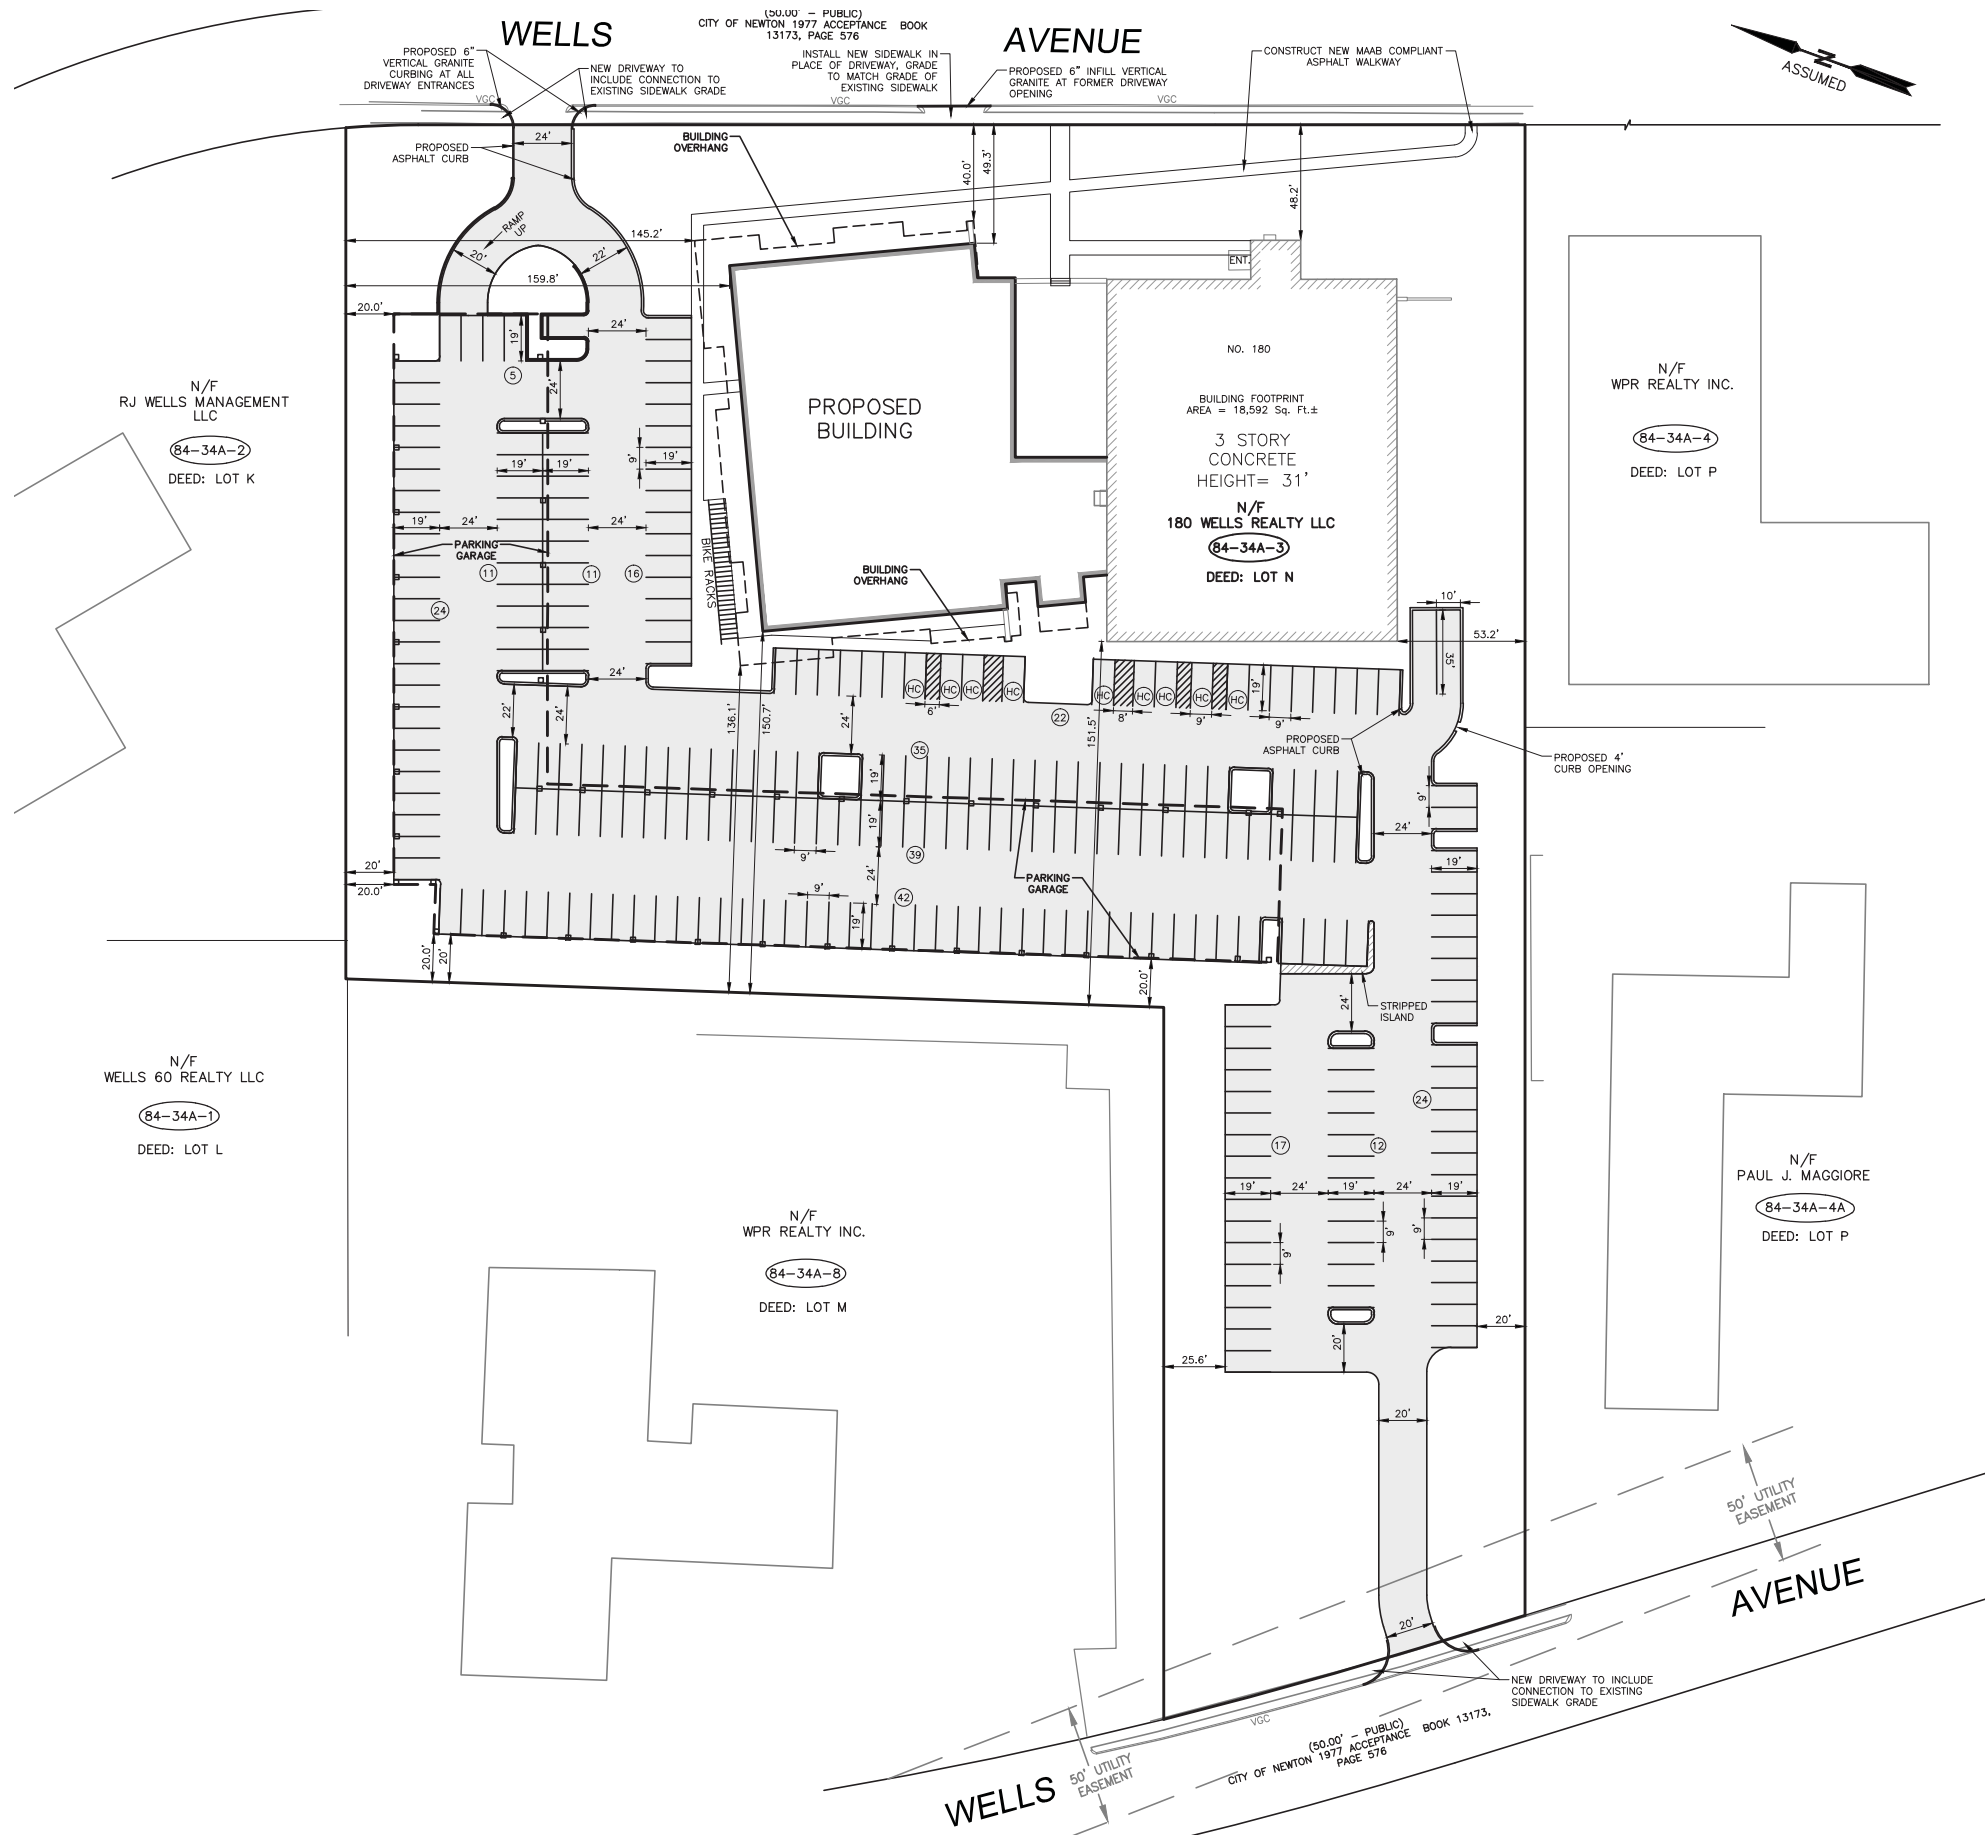 WELLS
(50.00' – PUBLIC)
CITY OF NEWTON 1977 ACCEPTANCE BOOK
13173, PAGE 576
AVENUE
PROPOSED 6"
VERTICAL GRANITE
CURBING AT ALL
DRIVEWAY ENTRANCES
NEW DRIVEWAY TO
INCLUDE CONNECTION TO
EXISTING SIDEWALK GRADE
INSTALL NEW SIDEWALK IN
PLACE OF DRIVEWAY, GRADE
TO MATCH GRADE OF
EXISTING SIDEWALK
PROPOSED 6" INFILL VERTICAL
GRANITE AT FORMER DRIVEWAY
OPENING
CONSTRUCT NEW MAAB COMPLIANT
ASPHALT WALKWAY
N
ASSUMED
VGC
VGC
VGC
24'
PROPOSED
ASPHALT CURB
BUILDING
OVERHANG
40.0'
49.3'
48.2'
RAMP
UP
20'
22'
145.2'
159.8'
20.0'
ENT.
19'
24'
5
24'
NO. 180
BUILDING FOOTPRINT
AREA = 18,592 Sq. Ft.±
3 STORY
CONCRETE
HEIGHT= 31'
N/F
180 WELLS REALTY LLC
84-34A-3
DEED: LOT N
PROPOSED
BUILDING
N/F
RJ WELLS MANAGEMENT
LLC
84-34A-2
DEED: LOT K
N/F
WPR REALTY INC.
84-34A-4
DEED: LOT P
19'
19'
9'
19'
19'
24'
24'
PARKING
GARAGE
11
11
16
24
BIKE RACKS
BUILDING
OVERHANG
10'
35'
53.2'
24'
22'
24'
136.1'
150.7'
151.5'
HC
HC
HC
HC
HC
HC
HC
HC
HC
6'
8'
9'
9'
19'
22
24'
35
PROPOSED
ASPHALT CURB
PROPOSED 4'
CURB OPENING
19'
19'
9'
39
24'
9'
24'
19'
20'
20.0'
PARKING
GARAGE
9'
42
19'
20.0'
20'
20.0'
24'
STRIPPED
ISLAND
N/F
WELLS 60 REALTY LLC
84-34A-1
DEED: LOT L
24
17
12
19'
24'
19'
24'
19'
9'
9'
9'
N/F
PAUL J. MAGGIORE
84-34A-4A
DEED: LOT P
N/F
WPR REALTY INC.
84-34A-8
DEED: LOT M
20'
20'
25.6'
20'
20'
50' UTILITY
EASEMENT
AVENUE
NEW DRIVEWAY TO INCLUDE
CONNECTION TO EXISTING
SIDEWALK GRADE
VGC
(50.00' – PUBLIC)
CITY OF NEWTON 1977 ACCEPTANCE BOOK 13173,
PAGE 576
50' UTILITY
EASEMENT
WELLS